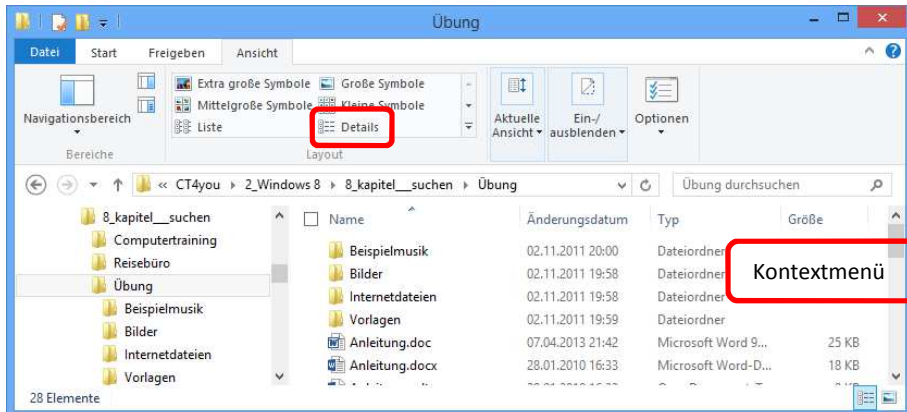 Übung
Datei Start Freigeben Ansicht
Extra große Symbole Große Symbole
Mittelgroße Symbole Kleine Symbole
Liste Details
Navigationsbereich
Aktuelle Ansicht
Ein-/ausblenden
Optionen
Bereiche Layout
« CT4you 2_Windows 8 8_kapitel__suchen Übung
Übung durchsuchen
8_kapitel__suchen
Computertraining
Reisebüro
Übung
Beispielmusik
Bilder
Internetdateien
Vorlagen
Name Änderungsdatum Typ Größe
Beispielmusik 02.11.2011 20:00 Dateiordner
Bilder 02.11.2011 19:58 Dateiordner
Internetdateien 02.11.2011 19:58 Dateiordner
Vorlagen 02.11.2011 19:59 Dateiordner
Anleitung.doc 07.04.2013 21:42 Microsoft Word 9... 25 KB
Anleitung.docx 28.01.2010 16:33 Microsoft Word-D... 18 KB
Kontextmenü
28 Elemente